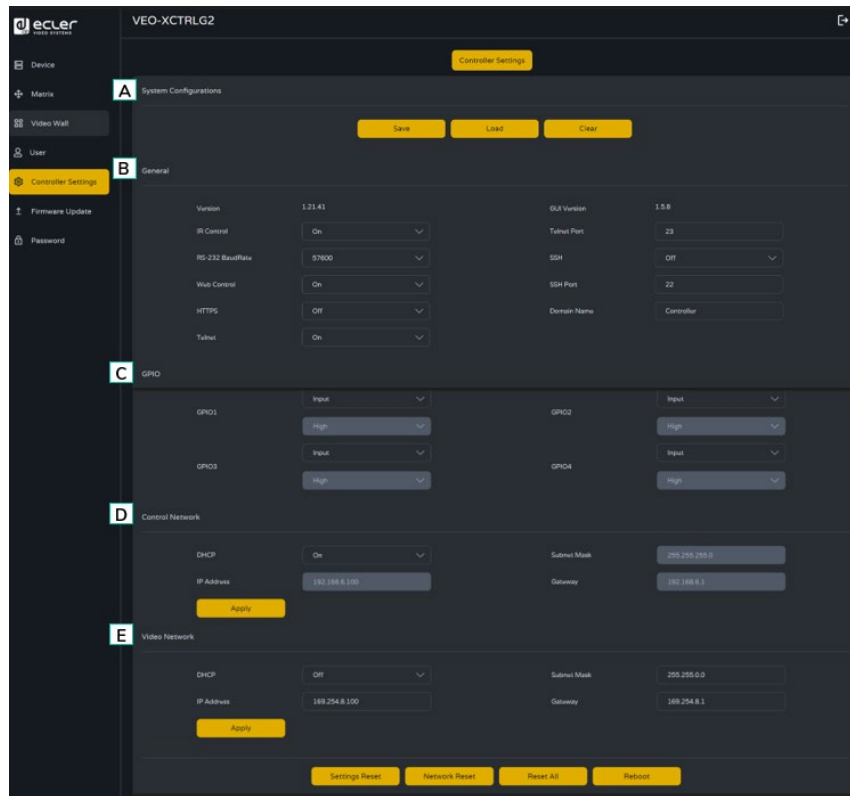 ecler
VIDEO SYSTEMS
VEO-XCTRLG2
Device
Matrix
Video Wall
User
Controller Settings
Firmware Update
Password
Controller Settings
A System Configurations
Save Load Clear
B General
Version 1.21.41 GUI Version 1.5.8
IR Control On Telnet Port 23
RS-232 BaudRate 57600 SSH Off
Web Control On SSH Port 22
HTTPS Off Domain Name Controller
Telnet On
C GPIO
Input Input
GPIO1 GPIO2
High High
Input Input
GPIO3 GPIO4
High High
D Control Network
DHCP On Subnet Mask 255.255.255.0
IP Address 192.168.6.100 Gateway 192.168.6.1
Apply
E Video Network
DHCP Off Subnet Mask 255.255.0.0
IP Address 169.254.8.100 Gateway 169.254.8.1
Apply
Settings Reset Network Reset Reset All Reboot